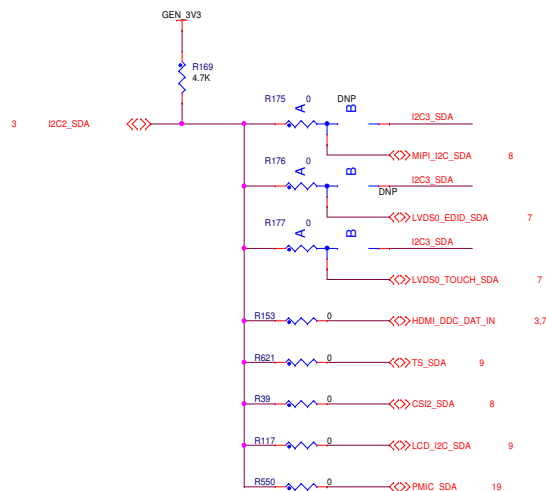 GEN_3V3
R169
4.7K
3 I2C2_SDA
R175 0 A DNP B I2C3_SDA
MIPI_I2C_SDA 8
R176 0 A B I2C3_SDA
DNP
LVDS0_EDID_SDA 7
R177 0 A B I2C3_SDA
LVDS0_TOUCH_SDA 7
R153 0 HDMI_DDC_DAT_IN 3,7
R621 0 TS_SDA 9
R39 0 CSI2_SDA 8
R117 0 LCD_I2C_SDA 9
R550 0 PMIC_SDA 19